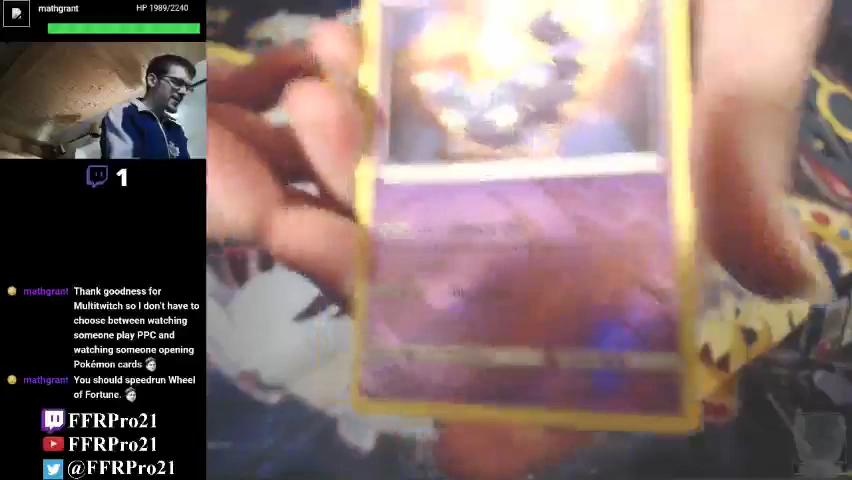 mathgrant HP 1989/2240
1
mathgrant Thank goodness for
Multitwitch so I don't have to
choose between watching
someone play PPC and
watching someone opening
Pokémon cards
mathgrant You should speedrun Wheel
of Fortune.
FFRPro21
FFRPro21
@FFRPro21